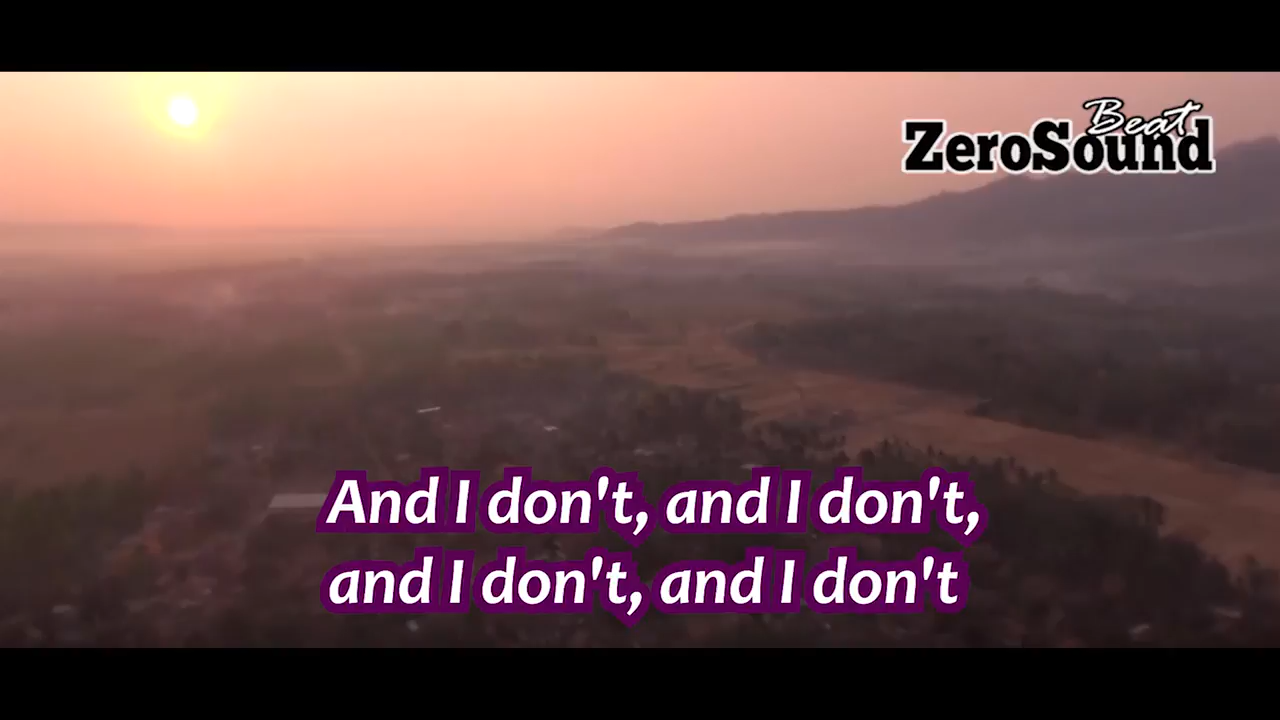 Beat
ZeroSound
And I don't, and I don't,
and I don't, and I don't